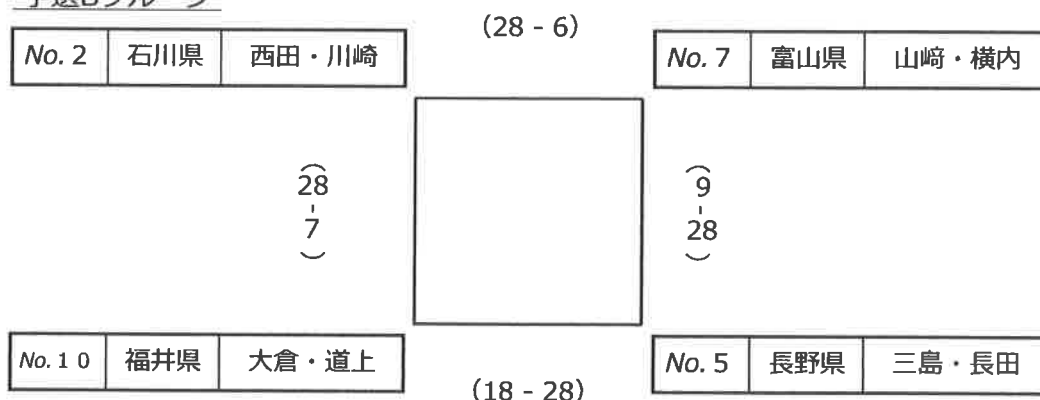 (28 - 6)
No. 2 石川県 西田・川崎
No. 7 富山県 山﨑・横内
(28 - 7)
(9 - 28)
No. 1 0 福井県 大倉・道上
No. 5 長野県 三島・長田
(18 - 28)